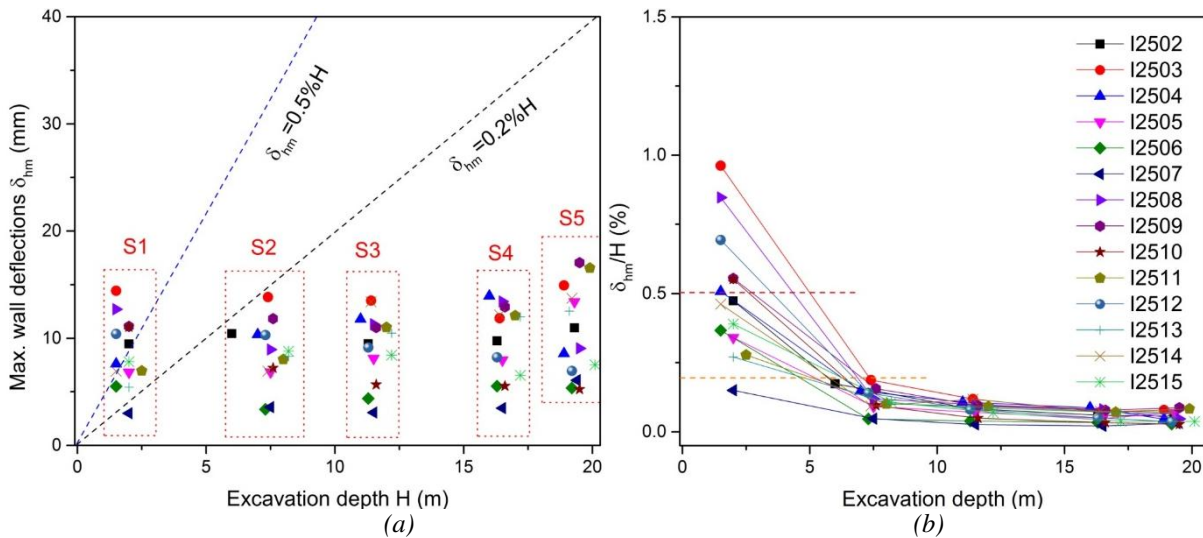 40
30
20
10
0
0
5
10
15
20
Max. wall deflections δhm (mm)
Excavation depth H (m)
δhm =0.5%H
δhm=0.2%H
S1
S2
S3
S4
S5
(a)
1.5
1.0
0.5
0.0
0
5
10
15
20
δhm/H (%)
Excavation depth (m)
I2502
I2503
I2504
I2505
I2506
I2507
I2508
I2509
I2510
I2511
I2512
I2513
I2514
I2515
(b)